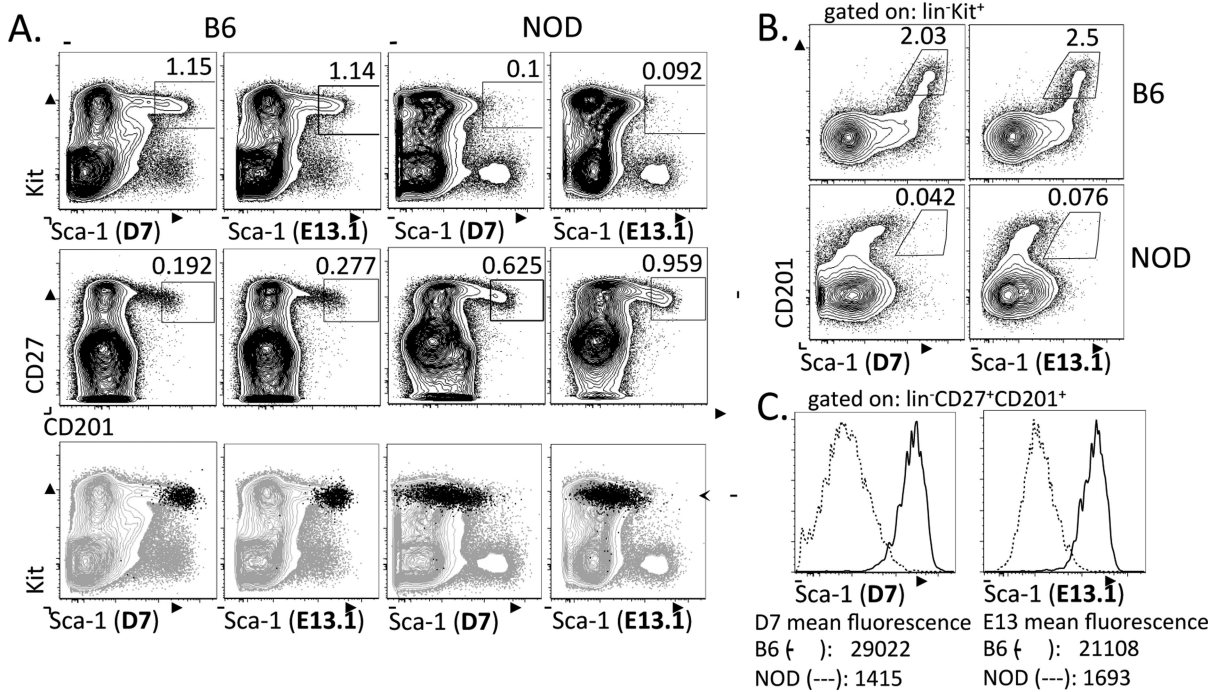 A.
B6
NOD
1.15
1.14
0.1
0.092
Kit
Sca-1 (D7)
Sca-1 (E13.1)
Sca-1 (D7)
Sca-1 (E13.1)
0.192
0.277
0.625
0.959
CD27
CD201
Kit
Sca-1 (D7)
Sca-1 (E13.1)
Sca-1 (D7)
Sca-1 (E13.1)
B.
gated on: lin-Kit+
2.03
2.5
B6
0.042
0.076
NOD
CD201
Sca-1 (D7)
Sca-1 (E13.1)
C.
gated on: lin-CD27+CD201+
Sca-1 (D7)
Sca-1 (E13.1)
D7 mean fluorescence
B6 (- ): 29022
NOD (---): 1415
E13 mean fluorescence
B6 (- ): 21108
NOD (---): 1693